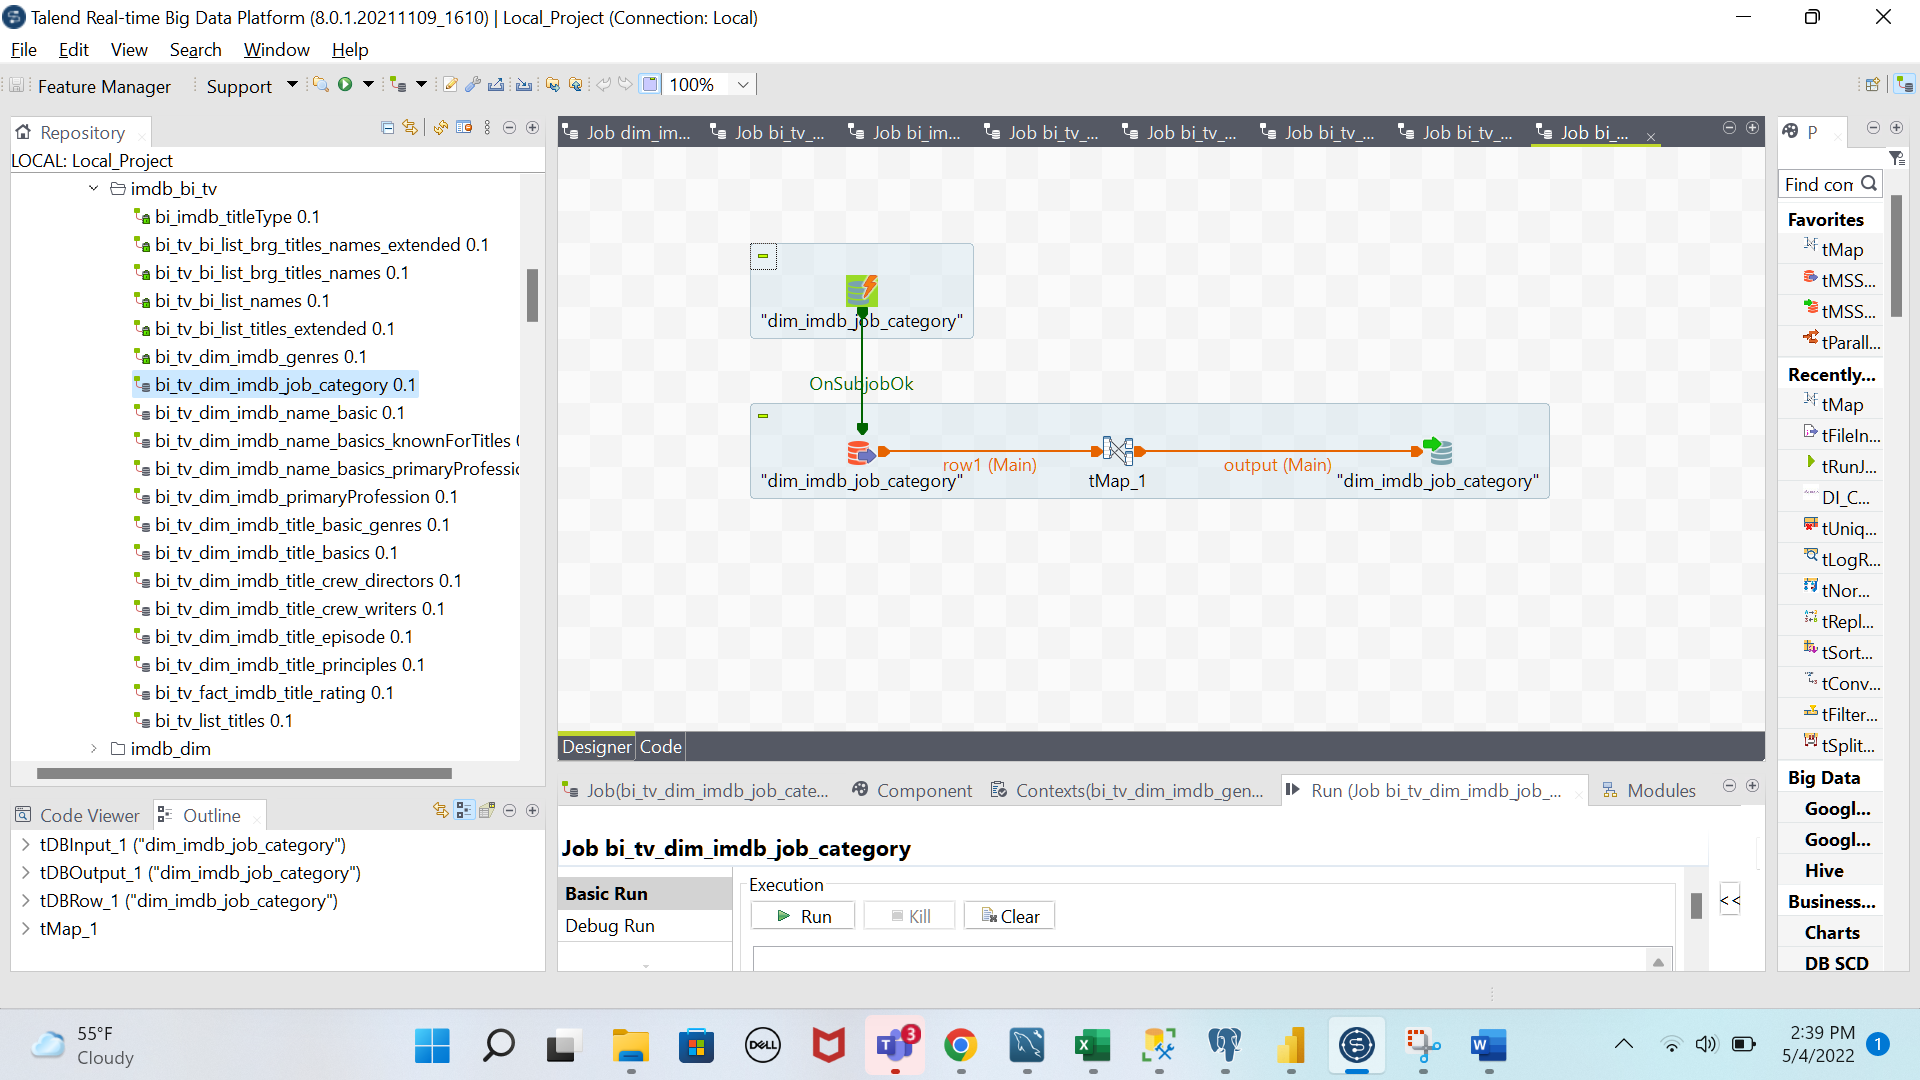 Talend Real-time Big Data Platform (8.0.1.20211109_1610) | Local_Project (Connection: Local)
File Edit View Search Window Help
Feature Manager Support 100%
Repository
LOCAL: Local_Project
imdb_bi_tv
bi_imdb_titleType 0.1
bi_tv_bi_list_brg_titles_names_extended 0.1
bi_tv_bi_list_brg_titles_names 0.1
bi_tv_bi_list_names 0.1
bi_tv_bi_list_titles_extended 0.1
bi_tv_dim_imdb_genres 0.1
bi_tv_dim_imdb_job_category 0.1
bi_tv_dim_imdb_name_basic 0.1
bi_tv_dim_imdb_name_basics_knownForTitles
bi_tv_dim_imdb_name_basics_primaryProfessio
bi_tv_dim_imdb_primaryProfession 0.1
bi_tv_dim_imdb_title_basic_genres 0.1
bi_tv_dim_imdb_title_basics 0.1
bi_tv_dim_imdb_title_crew_directors 0.1
bi_tv_dim_imdb_title_crew_writers 0.1
bi_tv_dim_imdb_title_episode 0.1
bi_tv_dim_imdb_title_principles 0.1
bi_tv_fact_imdb_title_rating 0.1
bi_tv_list_titles 0.1
imdb_dim
Code Viewer Outline
tDBInput_1 ("dim_imdb_job_category")
tDBOutput_1 ("dim_imdb_job_category")
tDBRow_1 ("dim_imdb_job_category")
tMap_1
Job dim_im... Job bi_tv_... Job bi_im... Job bi_tv_... Job bi_tv_... Job bi_tv_... Job bi_tv_... Job bi_...
"dim_imdb_job_category"
OnSubjobOk
row1 (Main) output (Main)
"dim_imdb_job_category" tMap_1 "dim_imdb_job_category"
Designer Code
Job(bi_tv_dim_imdb_job_cate... Component Contexts(bi_tv_dim_imdb_gen... Run (Job bi_tv_dim_imdb_job_... Modules
Job bi_tv_dim_imdb_job_category
Basic Run
Debug Run
Execution
Run Kill Clear
<<
P
Find com
Favorites
tMap
tMSS...
tMSS...
tParall...
Recently...
tMap
tFileIn...
tRunJ...
DI_C...
tUniq...
tLogR...
tNor...
tRepl...
tSort...
tConv...
tFilter...
tSplit...
Big Data
Googl...
Googl...
Hive
Business...
Charts
DB SCD
55°F
Cloudy
DELL
T 3
2:39 PM
5/4/2022
1